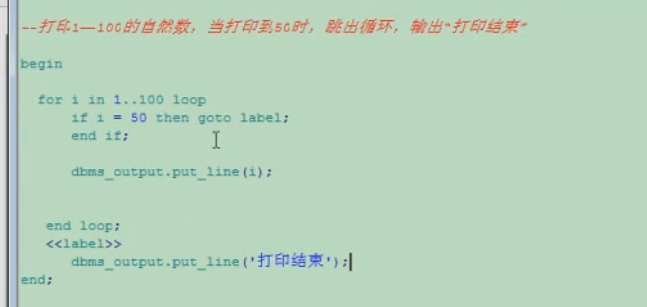 --打印1—100的自然数，当打印到50时，跳出循环，输出“打印结束”
begin
for i in 1..100 loop
if i = 50 then goto label;
end if;
dbms_output.put_line(i);
end loop;
<<label>>
dbms_output.put_line('打印结束');
end;